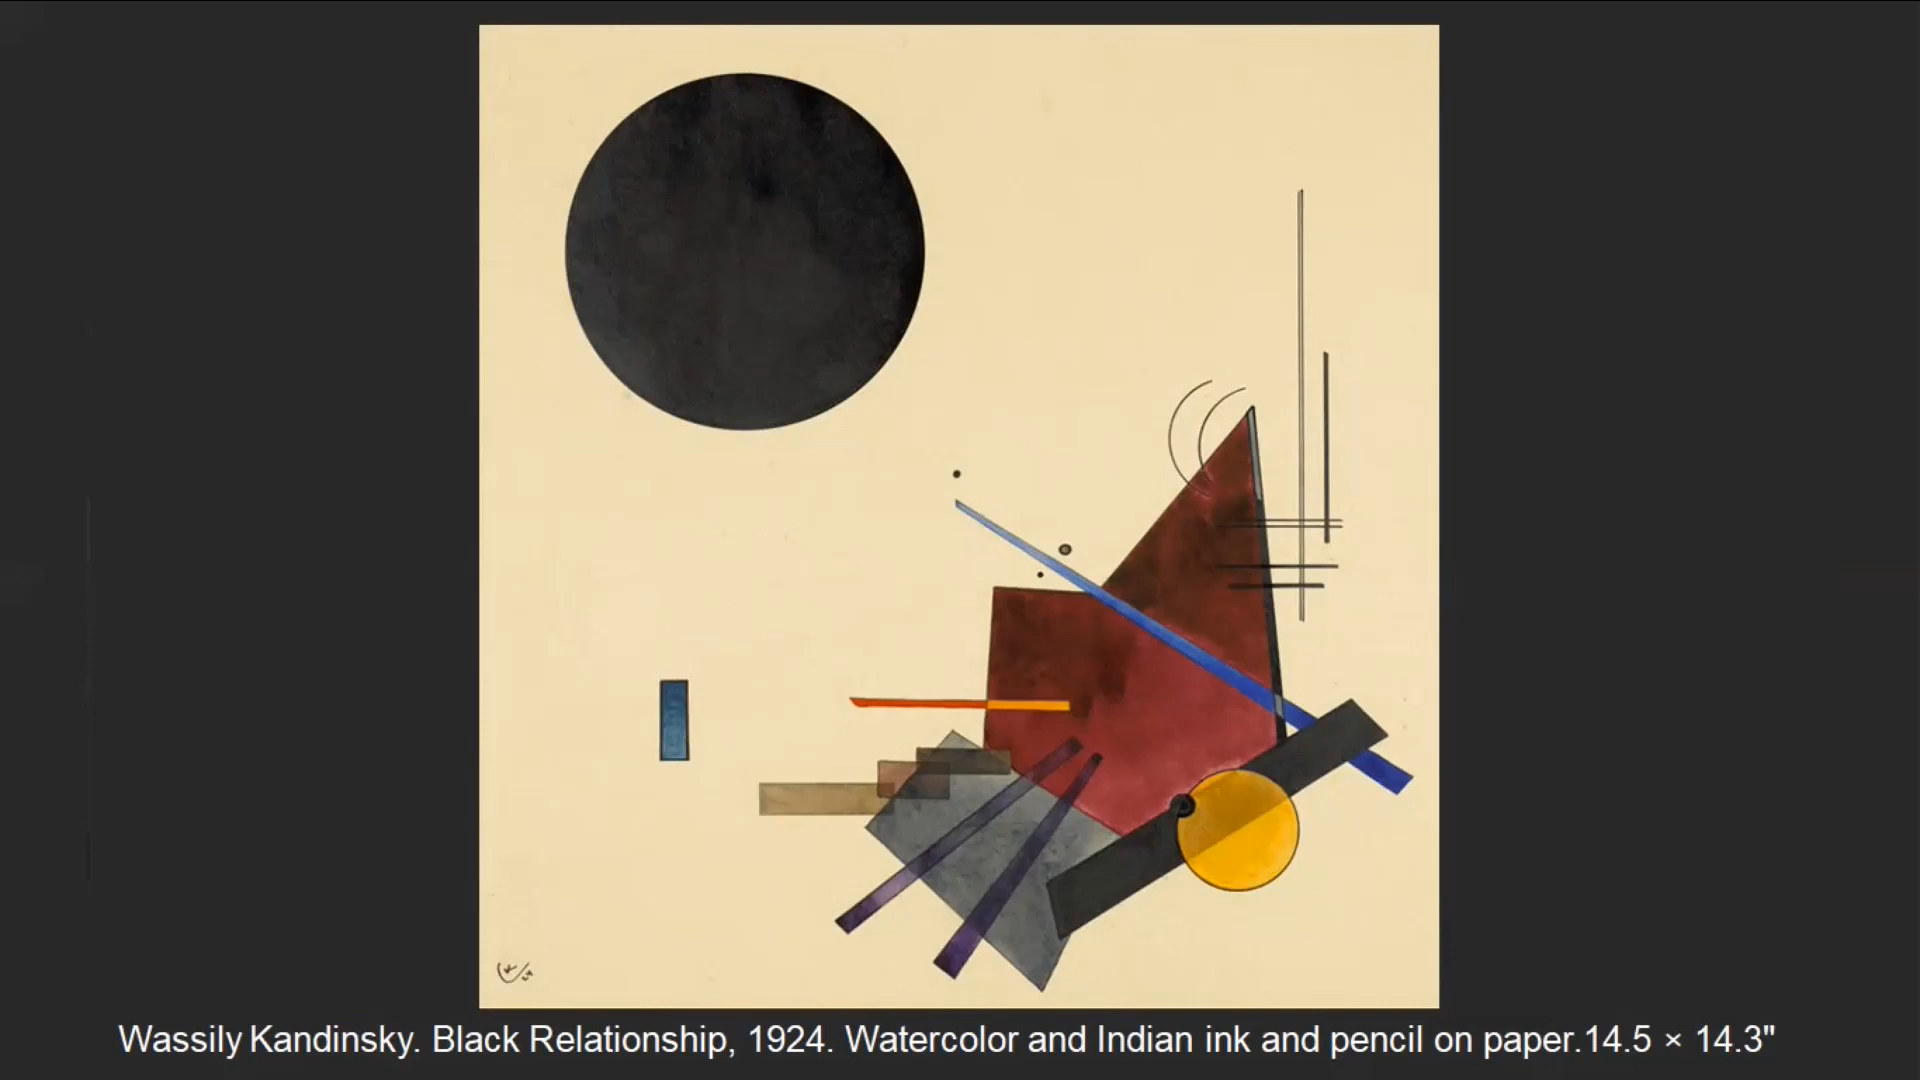 Wassily Kandinsky. Black Relationship, 1924. Watercolor and Indian ink and pencil on paper.14.5 × 14.3"